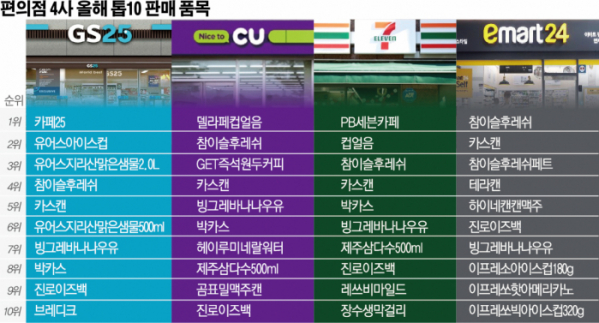 편의점 4사 올해 톱10 판매 품목
GS25
Nice to CU
7 ELEVEN
emart24
순위
1위 카페25 델라페컵얼음 PB세븐카페 참이슬후레쉬
2위 유어스아이스컵 참이슬후레쉬 컵얼음 카스캔
3위 유어스지리산맑은샘물2.0L GET즉석원두커피 참이슬후레쉬 참이슬후레쉬페트
4위 참이슬후레쉬 카스캔 카스캔 테라캔
5위 카스캔 빙그레바나나우유 박카스 하이네캔캔맥주
6위 유어스지리산맑은샘물500ml 박카스 빙그레바나나우유 진로이즈백
7위 빙그레바나나우유 헤이루미네랄워터 제주삼다수500ml 빙그레바나나우유
8위 박카스 제주삼다수500ml 진로이즈백 이프레쏘아이스컵180g
9위 진로이즈백 곰표밀맥주캔 레쓰비마일드 이프레쏘핫아메리카노
10위 브레디크 진로이즈백 장수생막걸리 이프레쏘빅아이스컵320g